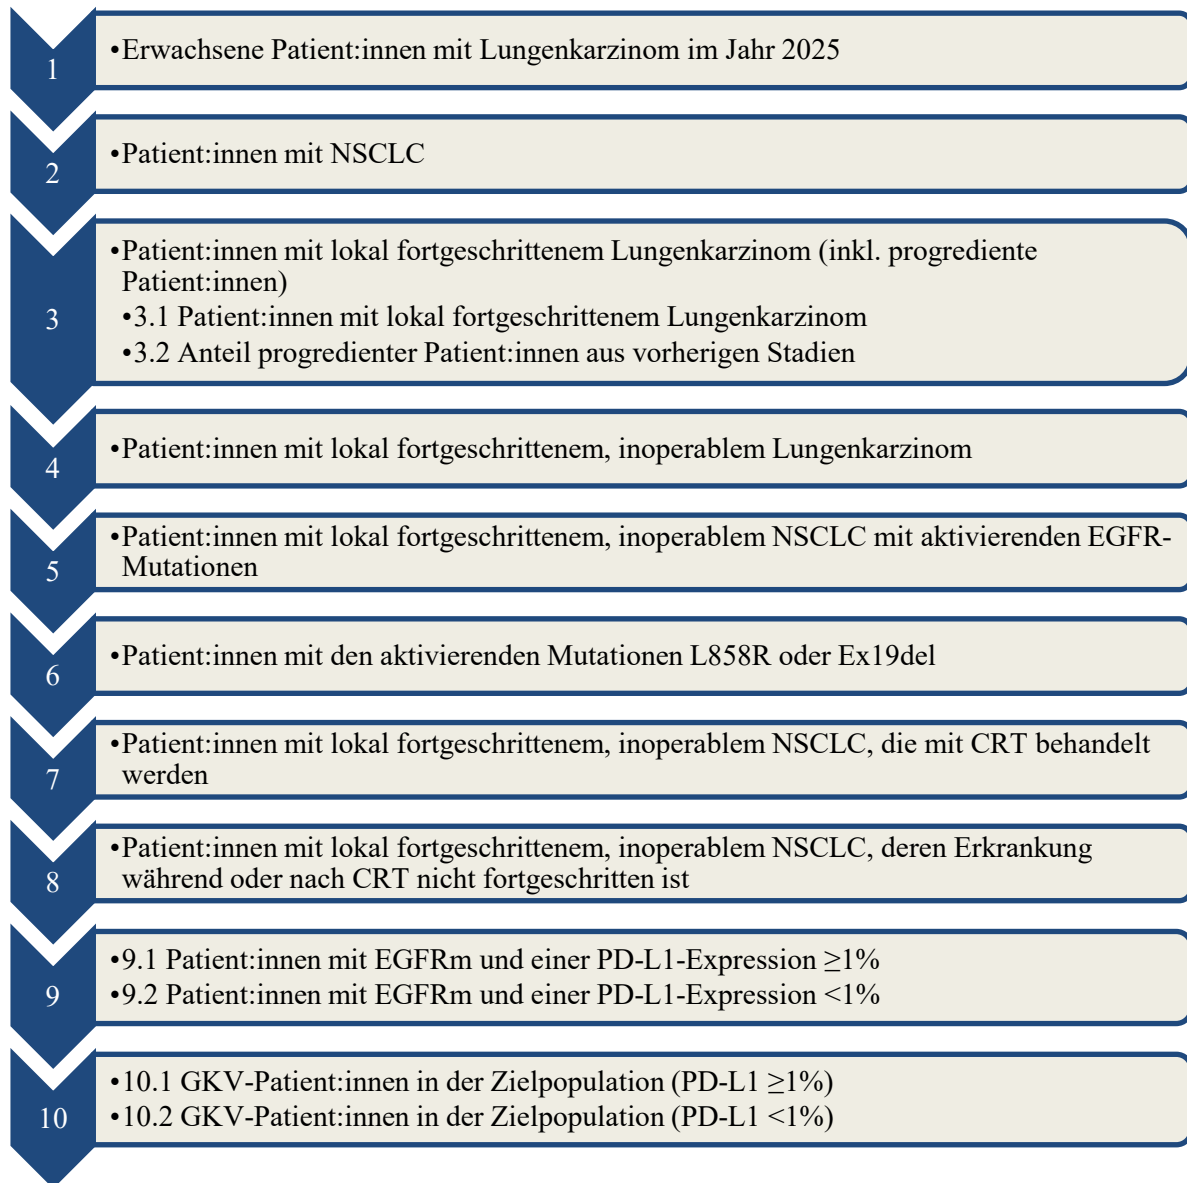 1
•Erwachsene Patient:innen mit Lungenkarzinom im Jahr 2025
2
•Patient:innen mit NSCLC
3
•Patient:innen mit lokal fortgeschrittenem Lungenkarzinom (inkl. progrediente
Patient:innen)
•3.1 Patient:innen mit lokal fortgeschrittenem Lungenkarzinom
•3.2 Anteil progredienter Patient:innen aus vorherigen Stadien
4
•Patient:innen mit lokal fortgeschrittenem, inoperablem Lungenkarzinom
5
•Patient:innen mit lokal fortgeschrittenem, inoperablem NSCLC mit aktivierenden EGFR-
Mutationen
6
•Patient:innen mit den aktivierenden Mutationen L858R oder Ex19del
7
•Patient:innen mit lokal fortgeschrittenem, inoperablem NSCLC, die mit CRT behandelt
werden
8
•Patient:innen mit lokal fortgeschrittenem, inoperablem NSCLC, deren Erkrankung
während oder nach CRT nicht fortgeschritten ist
9
•9.1 Patient:innen mit EGFRm und einer PD-L1-Expression ≥1%
•9.2 Patient:innen mit EGFRm und einer PD-L1-Expression <1%
10
•10.1 GKV-Patient:innen in der Zielpopulation (PD-L1 ≥1%)
•10.2 GKV-Patient:innen in der Zielpopulation (PD-L1 <1%)